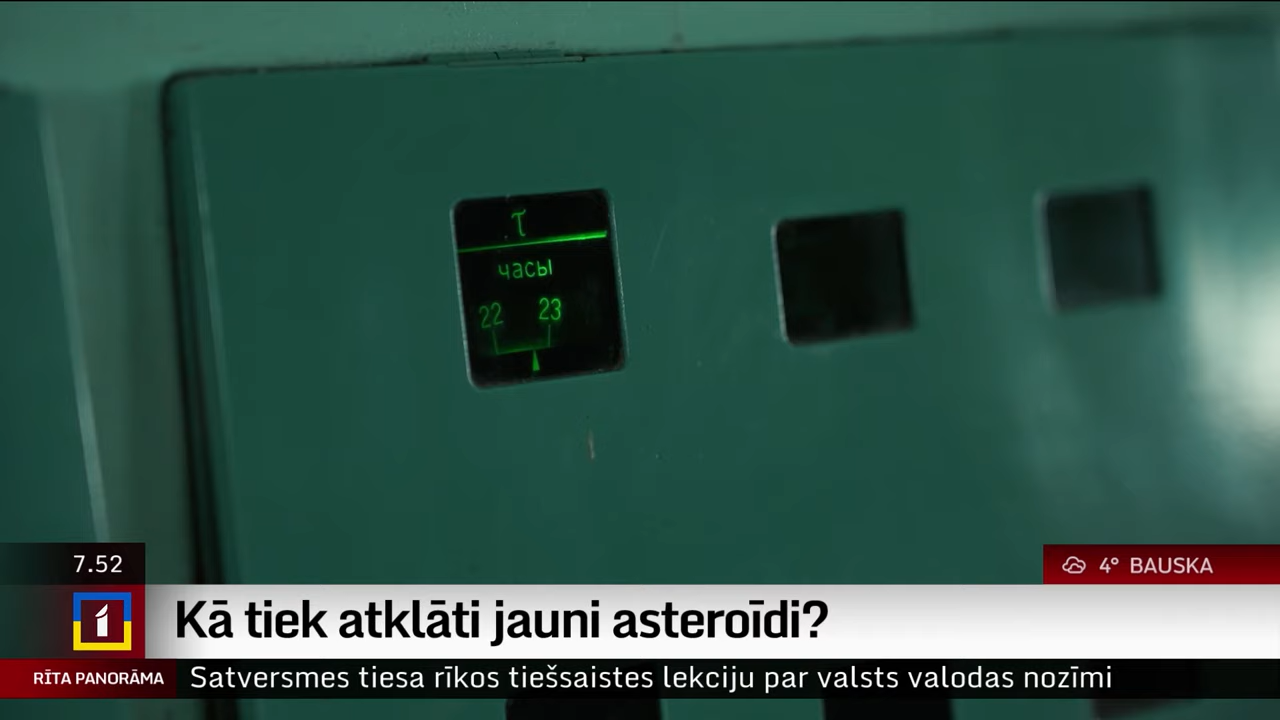 τ
часы
22 23
7.52
4° BAUSKA
1
Kā tiek atklāti jauni asteroīdi?
RĪTA PANORĀMA
Satversmes tiesa rīkos tiešsaistes lekciju par valsts valodas nozīmi